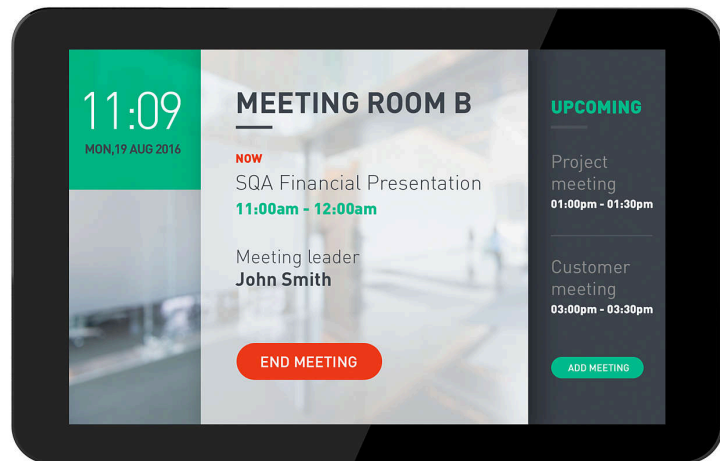 11:09
MON,19 AUG 2016
MEETING ROOM B
NOW
SQA Financial Presentation
11:00am - 12:00am
Meeting leader
John Smith
END MEETING
UPCOMING
Project
meeting
01:00pm - 01:30pm
Customer
meeting
03:00pm - 03:30pm
ADD MEETING